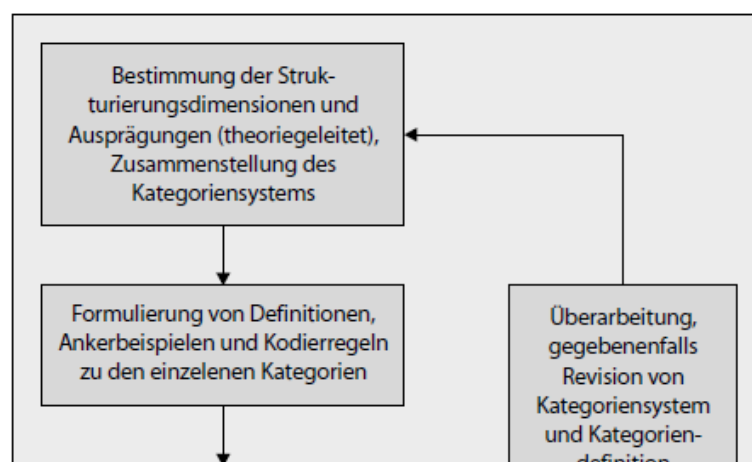 Bestimmung der Struk-
turierungsdimensionen und
Ausprägungen (theoriegeleitet),
Zusammenstellung des
Kategoriensystems
Formulierung von Definitionen,
Ankerbeispielen und Kodierregeln
zu den einzelenen Kategorien
Überarbeitung,
gegebenenfalls
Revision von
Kategoriensystem
und Kategorien-
definition